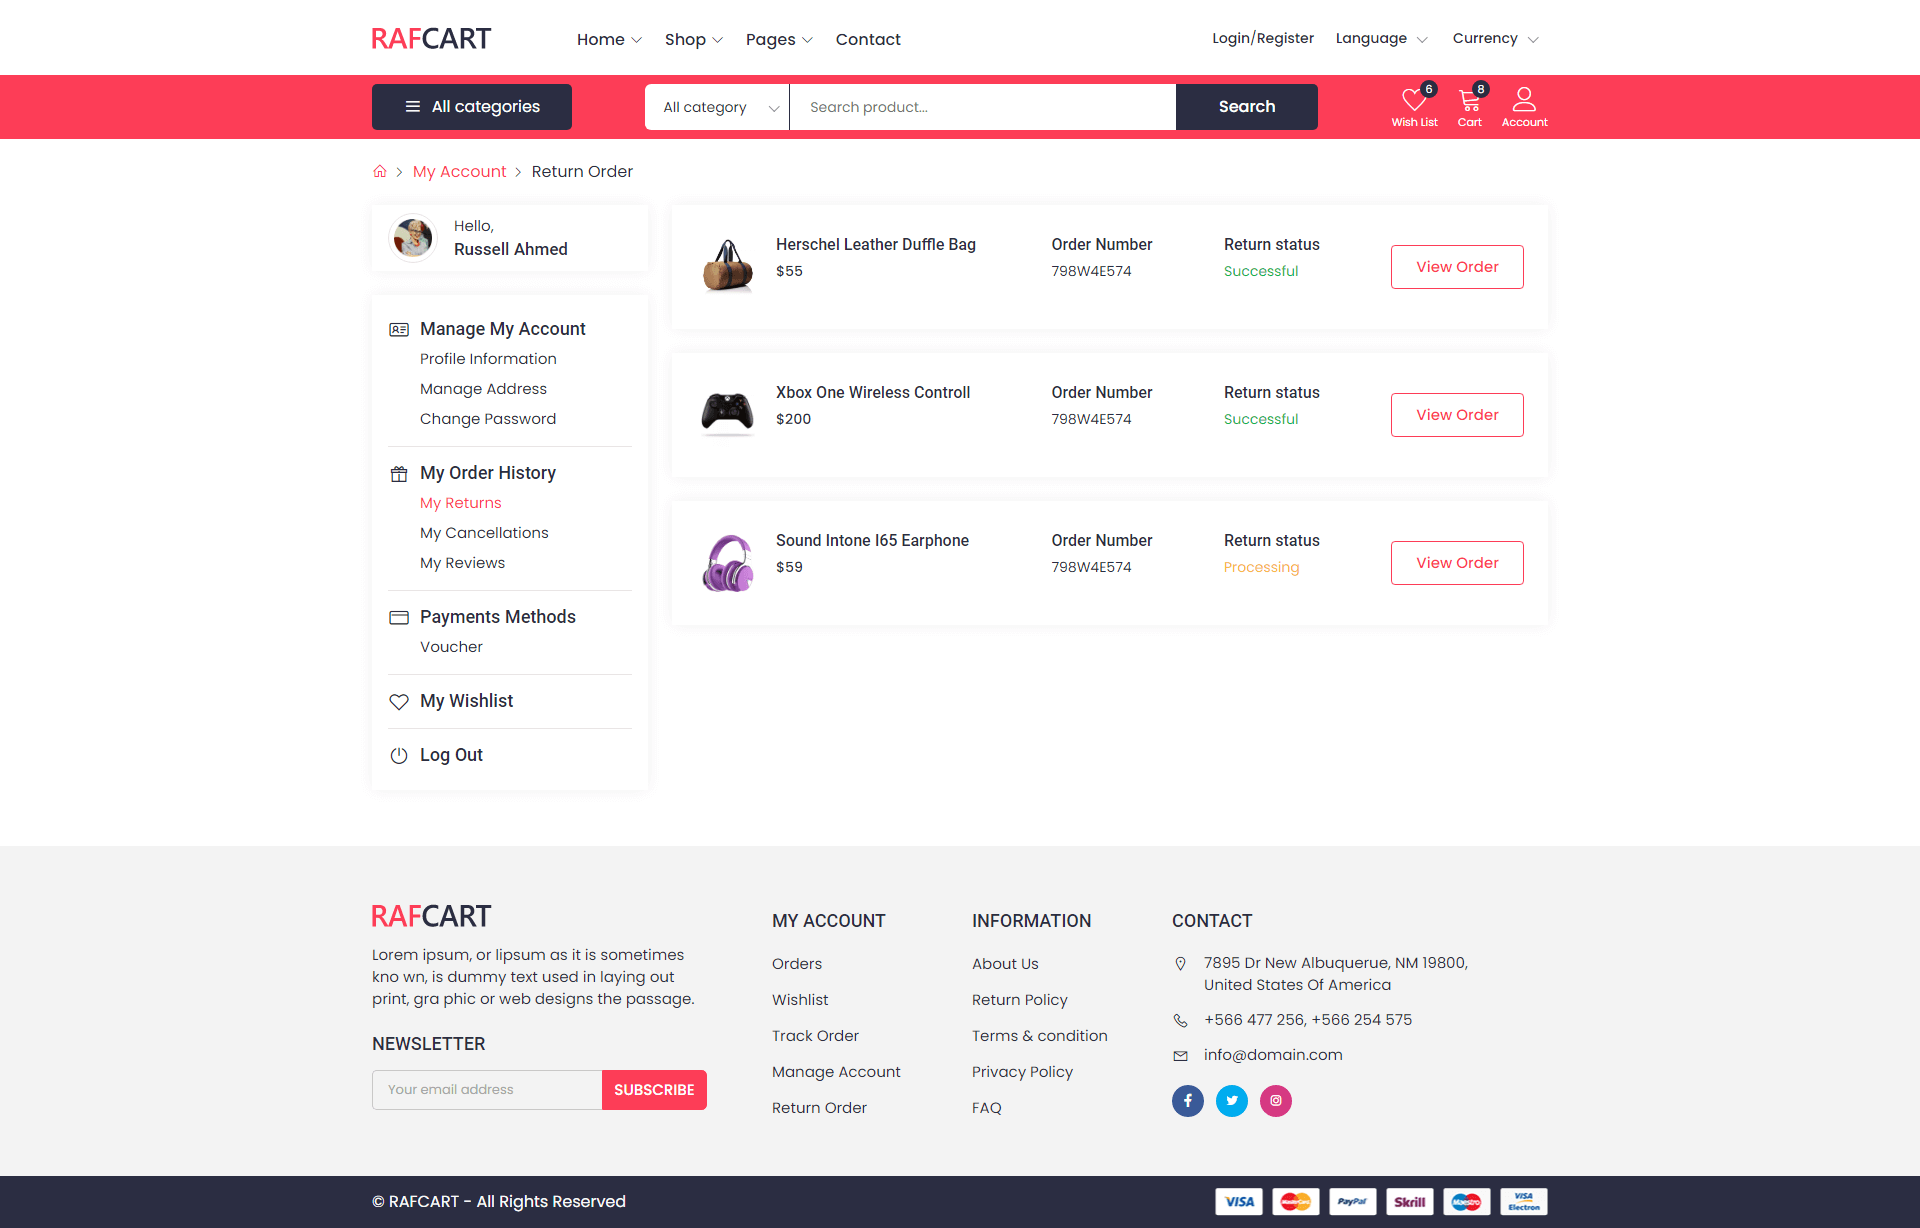 RAFCART
Home
Shop
Pages
Contact
Login/Register
Language
Currency
All categories
All category
Search product...
Search
6
Wish List
8
Cart
Account
My Account
Return Order
Hello,
Russell Ahmed
Manage My Account
Profile Information
Manage Address
Change Password
My Order History
My Returns
My Cancellations
My Reviews
Payments Methods
Voucher
My Wishlist
Log Out
Herschel Leather Duffle Bag
$55
Order Number
798W4E574
Return status
Successful
View Order
Xbox One Wireless Controll
$200
Order Number
798W4E574
Return status
Successful
View Order
Sound Intone I65 Earphone
$59
Order Number
798W4E574
Return status
Processing
View Order
RAFCART
Lorem ipsum, or lipsum as it is sometimes
kno wn, is dummy text used in laying out
print, gra phic or web designs the passage.
NEWSLETTER
Your email address
SUBSCRIBE
MY ACCOUNT
Orders
Wishlist
Track Order
Manage Account
Return Order
INFORMATION
About Us
Return Policy
Terms & condition
Privacy Policy
FAQ
CONTACT
7895 Dr New Albuquerue, NM 19800,
United States Of America
+566 477 256, +566 254 575
info@domain.com
© RAFCART - All Rights Reserved
VISA
MasterCard
PayPal
Skrill
Maestro
VISA
Electron